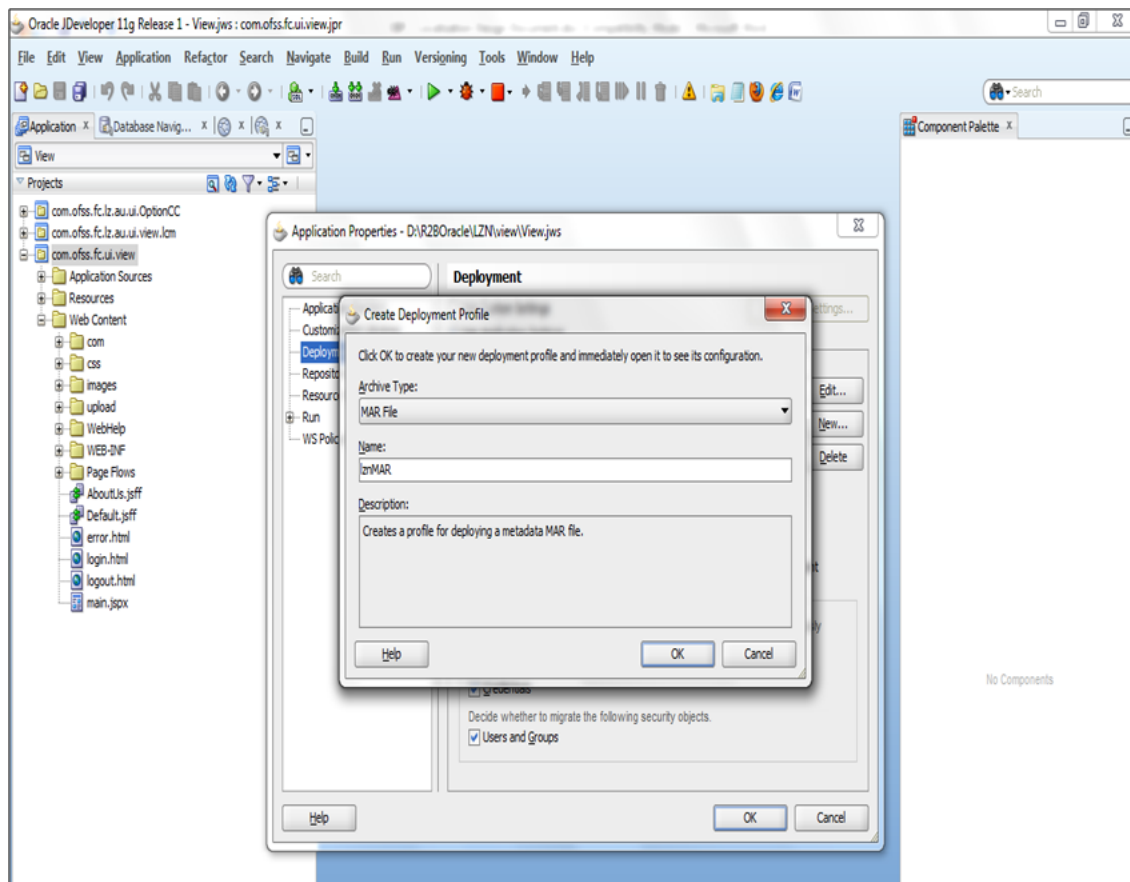 Oracle JDeveloper 11g Release 1 - View.jws : com.ofss.fc.ui.view.jpr
File Edit View Application Refactor Search Navigate Build Run Versioning Tools Window Help
Search
Application
Database Navig...
Component Palette
View
Projects
com.ofss.fc.lz.au.ui.OptionCC
com.ofss.fc.lz.au.ui.view.lcm
com.ofss.fc.ui.view
Application Sources
Resources
Web Content
com
css
images
upload
WebHelp
WEB-INF
Page Flows
AboutUs.jsff
Default.jsff
error.html
login.html
logout.html
main.jspx
Application Properties - D:\R2BOracle\LZN\view\View.jws
Search
Deployment
Run
Edit...
New...
Delete
Create Deployment Profile
Click OK to create your new deployment profile and immediately open it to see its configuration.
Archive Type:
MAR File
Name:
lznMAR
Description:
Creates a profile for deploying a metadata MAR file.
Help
OK
Cancel
Credentials
Decide whether to migrate the following security objects.
Users and Groups
Help
OK
Cancel
No Components